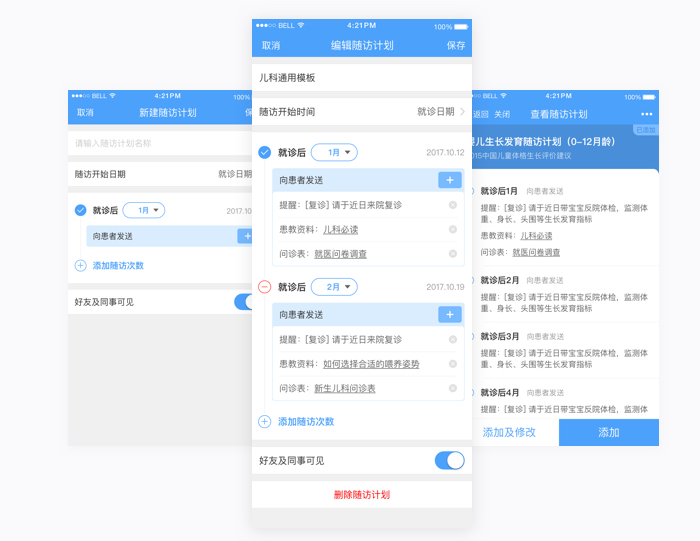 BELL
4:21PM
100%
取消
新建随访计划
请输入随访计划名称
随访开始日期
就诊日期
就诊后
1月
2017.10
向患者发送
添加随访次数
好友及同事可见
BELL
4:21PM
100%
取消
编辑随访计划
保存
儿科通用模板
随访开始时间
就诊日期
就诊后
1月
2017.10.12
向患者发送
提醒：[复诊] 请于近日来院复诊
患教资料：儿科必读
问诊表：就医问卷调查
就诊后
2月
2017.10.19
向患者发送
提醒：[复诊] 请于近日来院复诊
患教资料：如何选择合适的喂养姿势
问诊表：新生儿科问诊表
添加随访次数
好友及同事可见
删除随访计划
BELL
4:21PM
100%
返回
关闭
查看随访计划
已添加
儿生长发育随访计划（0–12月龄）
015中国儿童体格生长评价建议
就诊后1月
向患者发送
提醒：[复诊] 请于近日带宝宝反院体检，监测体
重、身长、头围等生长发育指标
患教资料：儿科必读
问诊表：就医问卷调查
就诊后2月
向患者发送
提醒：[复诊] 请于近日带宝宝反院体检，监测体
重、身长、头围等生长发育指标
就诊后3月
向患者发送
提醒：[复诊] 请于近日带宝宝反院体检，监测体
重、身长、头围等生长发育指标
就诊后4月
向患者发送
提醒：[复诊] 请于近日带宝宝反院体检，监测体
添加及修改
添加